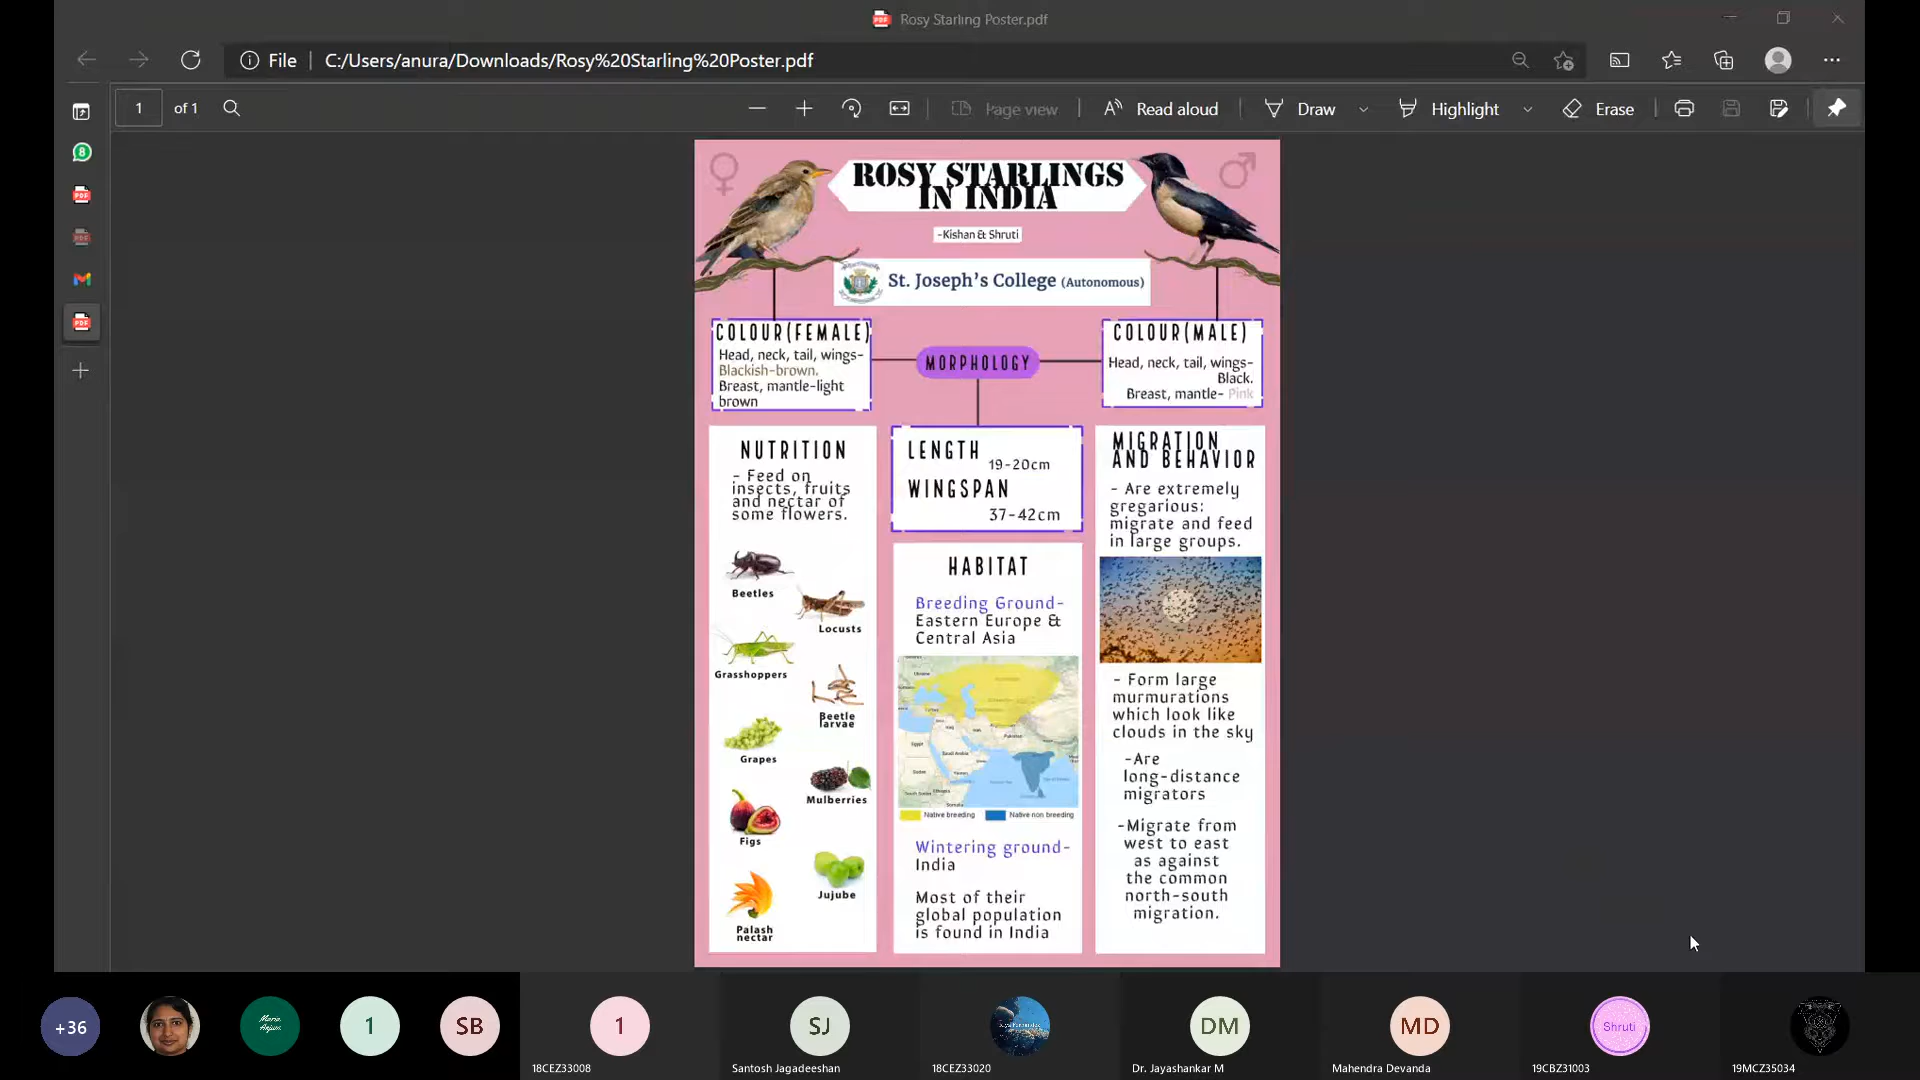 Rosy Starling Poster.pdf
File
C:/Users/anura/Downloads/Rosy%20Starling%20Poster.pdf
1 of 1
Page view
Read aloud
Draw
Highlight
Erase
8
ROSY STARLINGS
IN INDIA
-Kishan & Shruti
St. Joseph's College (Autonomous)
COLOUR(FEMALE)
Head, neck, tail, wings-
Blackish-brown.
Breast, mantle-light
brown
MORPHOLOGY
COLOUR(MALE)
Head, neck, tail, wings-
Black.
Breast, mantle- Pink
NUTRITION
- Feed on
insects, fruits
and nectar of
some flowers.
Beetles
Locusts
Grasshoppers
Beetle
larvae
Grapes
Mulberries
Figs
Jujube
Palash
nectar
LENGTH
19-20cm
WINGSPAN
37-42cm
HABITAT
Breeding Ground-
Eastern Europe &
Central Asia
Native breeding
Native non breeding
Wintering ground-
India
Most of their
global population
is found in India
MIGRATION
AND BEHAVIOR
- Are extremely
gregarious:
migrate and feed
in large groups.
- Form large
murmurations
which look like
clouds in the sky
-Are
long-distance
migrators
-Migrate from
west to east
as against
the common
north-south
migration.
+36
1
SB
1
SJ
DM
MD
Shruti
18CEZ33008
Santosh Jagadeeshan
18CEZ33020
Dr. Jayashankar M
Mahendra Devanda
19CBZ31003
19MCZ35034